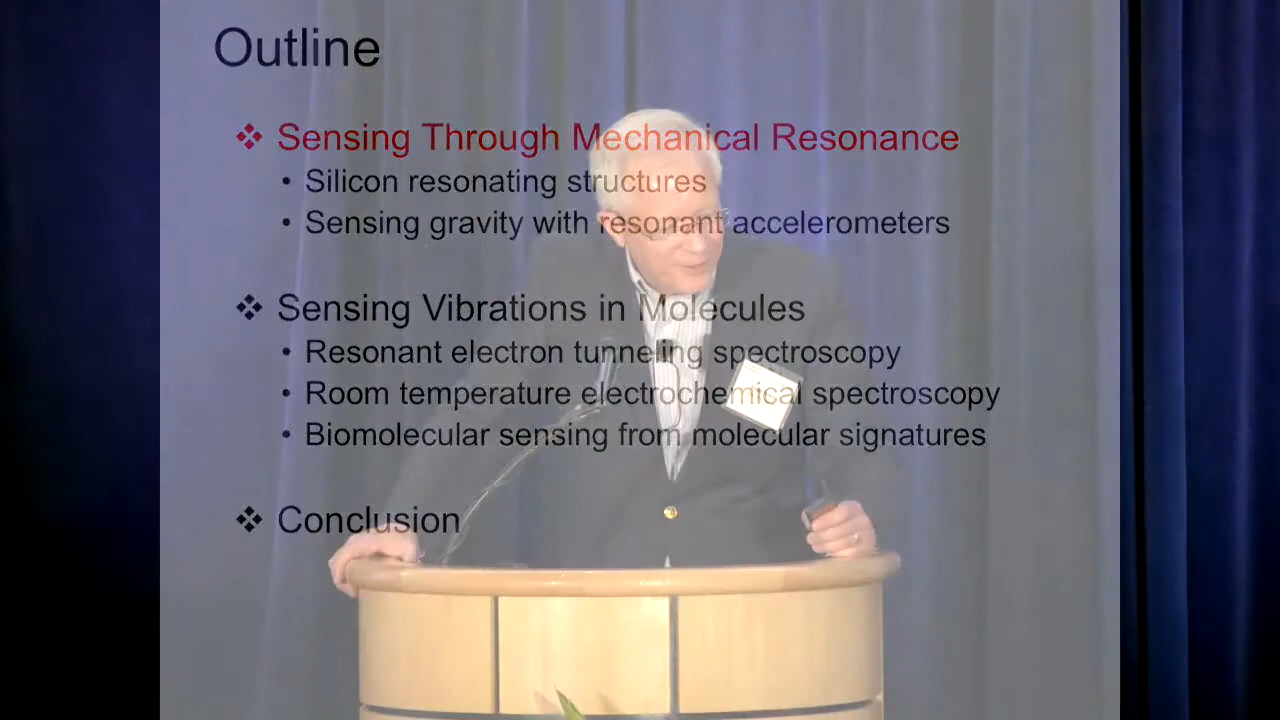 Outline
❖ Sensing Through Mechanical Resonance
• Silicon resonating structures
• Sensing gravity with resonant accelerometers
❖ Sensing Vibrations in Molecules
• Resonant electron tunneling spectroscopy
• Room temperature electrochemical spectroscopy
• Biomolecular sensing from molecular signatures
❖ Conclusion